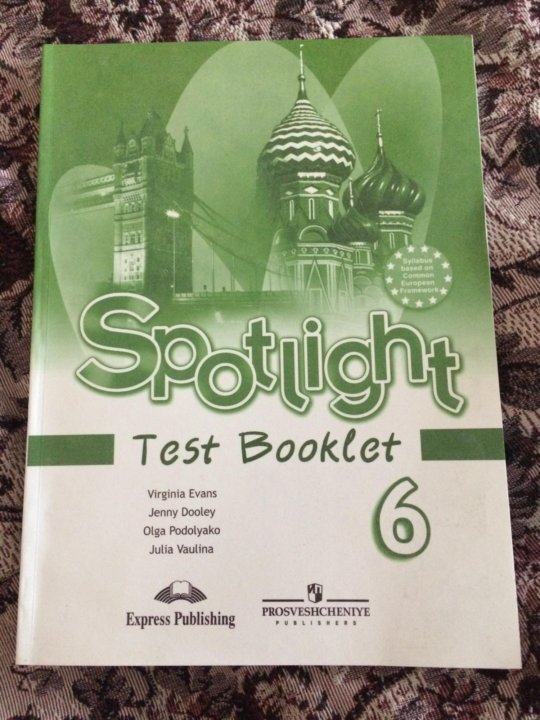 Syllabus
based on
Common
European
Framework
Spotlight
Test Booklet
6
Virginia Evans
Jenny Dooley
Olga Podolyako
Julia Vaulina
Express Publishing
PROSVESHCHENIYE
PUBLISHERS